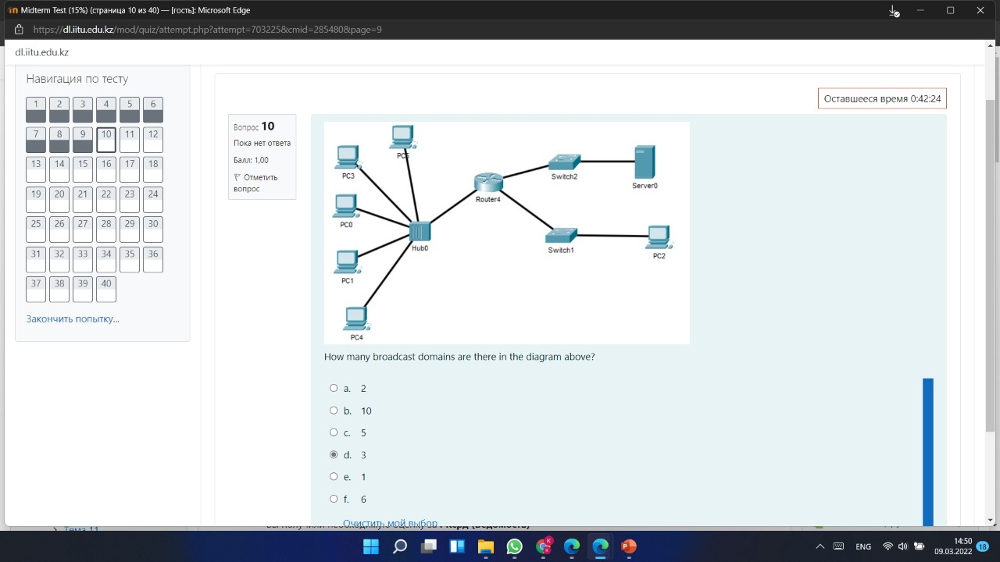 Midterm Test (15%) (страница 10 из 40) — [гость]: Microsoft Edge
https://dl.iitu.edu.kz/mod/quiz/attempt.php?attempt=703225&cmid=285480&page=9
dl.iitu.edu.kz
Навигация по тесту
1 2 3 4 5 6
7 8 9 10 11 12
13 14 15 16 17 18
19 20 21 22 23 24
25 26 27 28 29 30
31 32 33 34 35 36
37 38 39 40
Закончить попытку...
Оставшееся время 0:42:24
Вопрос 10
Пока нет ответа
Балл: 1,00
Отметить
вопрос
PC5
PC3
Switch2
Server0
Router4
PC0
Hub0
Switch1
PC2
PC1
PC4
How many broadcast domains are there in the diagram above?
a. 2
b. 10
c. 5
d. 3
e. 1
f. 6
Очистить мой выбор
Тема 11
ENG
14:50
09.03.2022
18